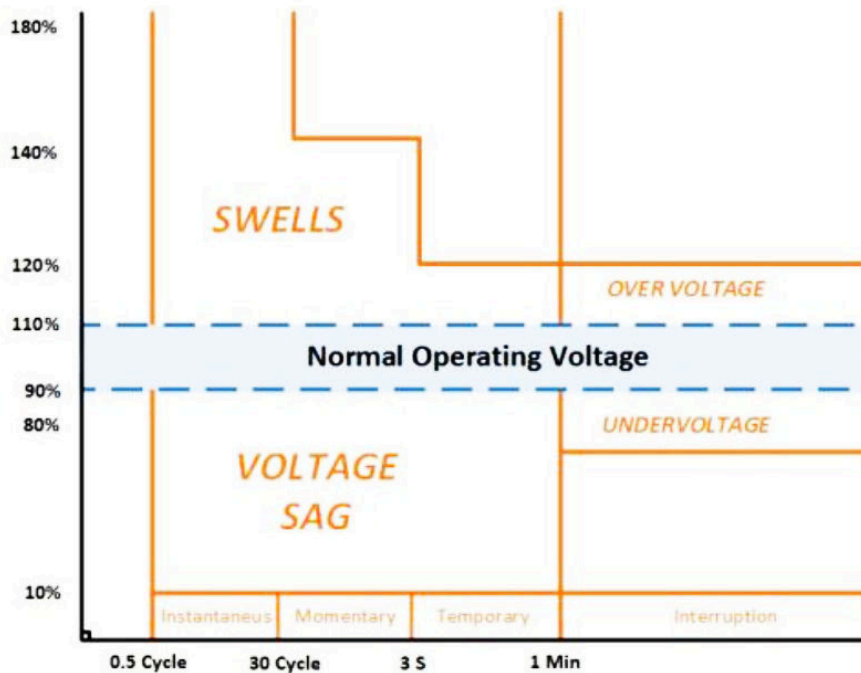 180%
140%
SWELLS
120%
OVER VOLTAGE
110%
Normal Operating Voltage
90%
80%
UNDERVOLTAGE
VOLTAGE
SAG
10%
Instantaneus
Momentary
Temporary
Interruption
0.5 Cycle
30 Cycle
3 S
1 Min